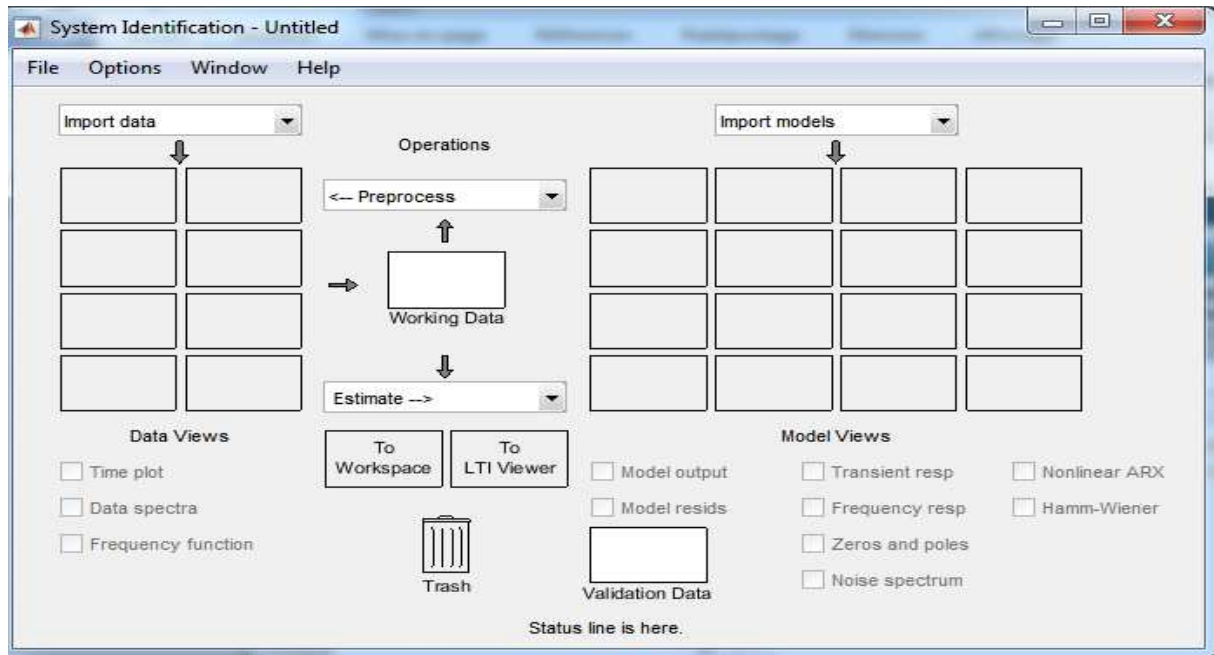 System Identification - Untitled
File Options Window Help
Import data
Import models
Operations
<-- Preprocess
Working Data
Estimate -->
Data Views
To Workspace
To LTI Viewer
Model Views
Time plot
Data spectra
Frequency function
Model output
Model resids
Transient resp
Frequency resp
Zeros and poles
Noise spectrum
Nonlinear ARX
Hamm-Wiener
Trash
Validation Data
Status line is here.